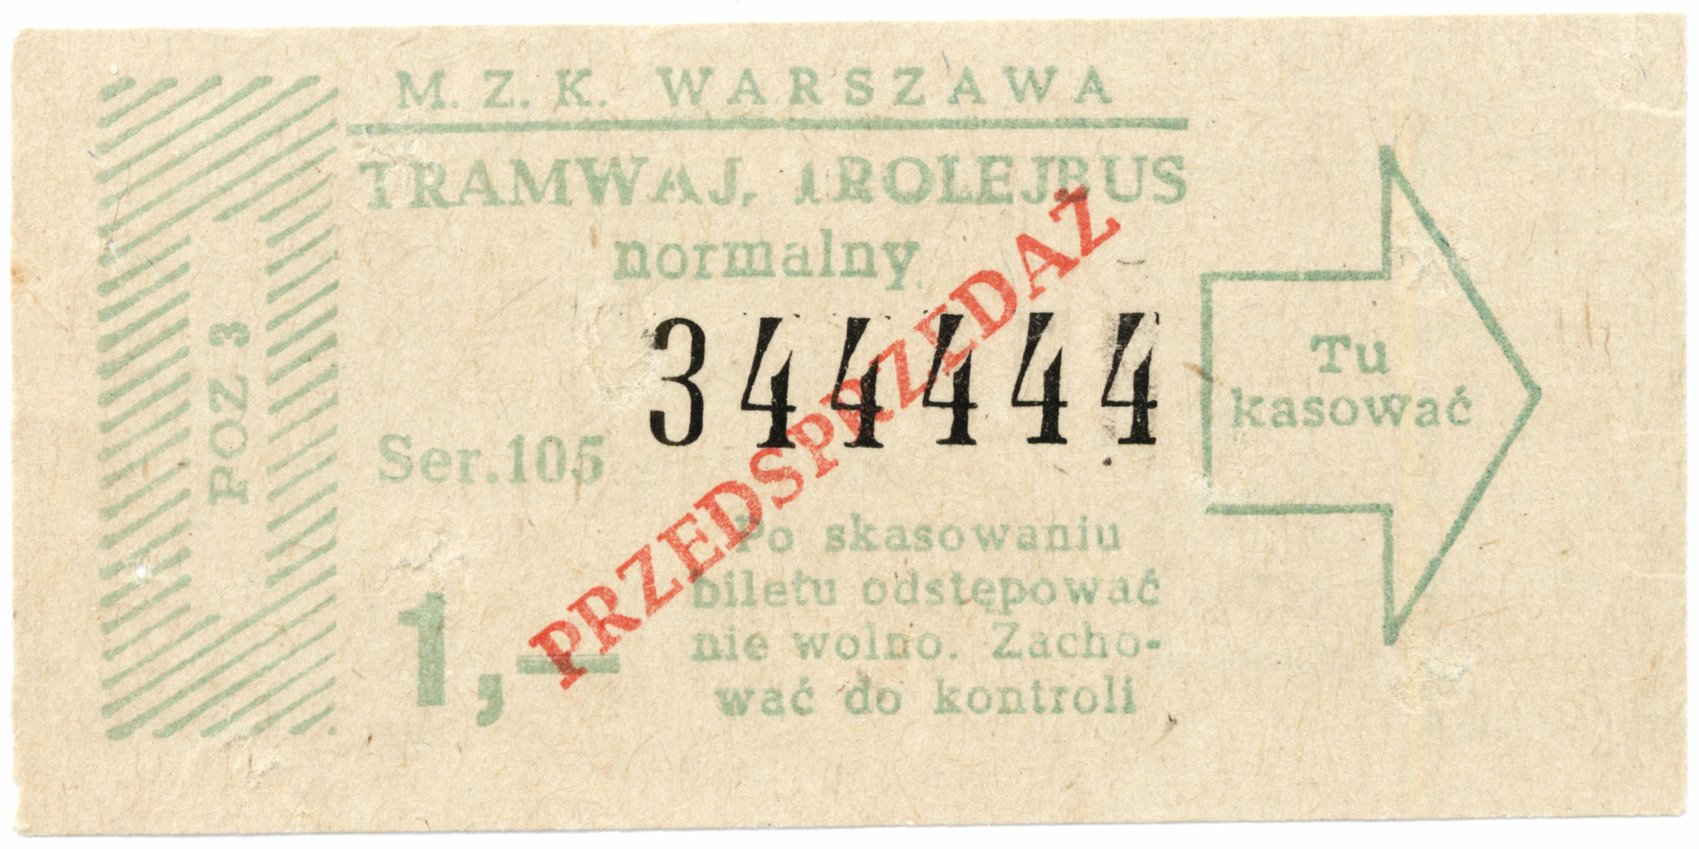 M. Z. K. WARSZAWA
TRAMWAJ, TROLEJBUS
normalny
344444
Ser.105
1,—
PRZEDSPRZEDAŻ
Po skasowaniu
biletu odstępować
nie wolno. Zacho-
wać do kontroli
Tu
kasować
POZ 3